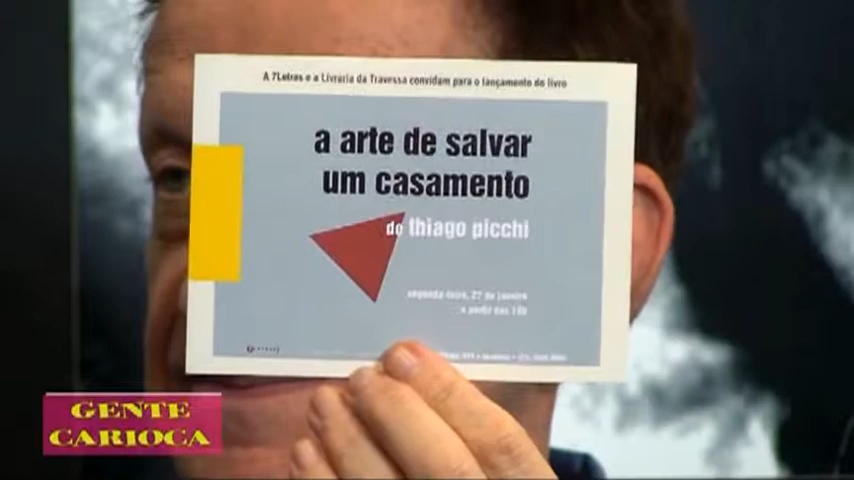 A 7Letras e a Livraria da Travessa convidam para o lançamento do livro
a arte de salvar
um casamento
de thiago picchi
segunda-feira, 27 de janeiro
a partir das 19h
GENTE
CARIOCA